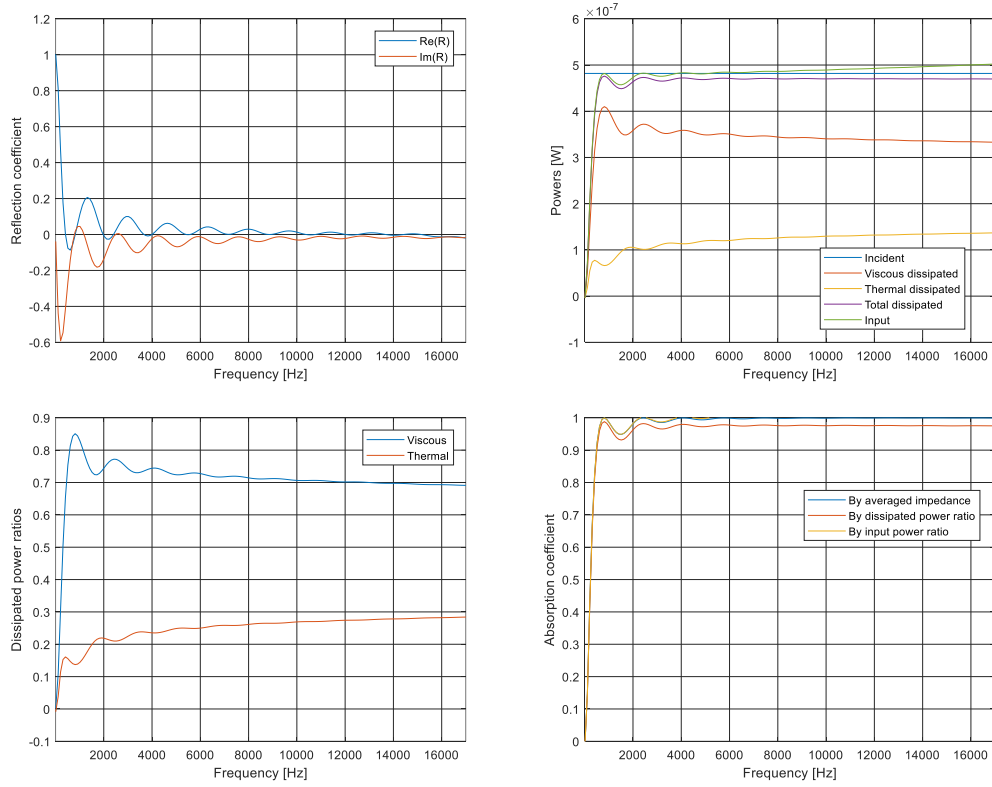 1.2
1
0.8
0.6
0.4
0.2
0
-0.2
-0.4
-0.6
Reflection coefficient
Re(R)
Im(R)
2000 4000 6000 8000 10000 12000 14000 16000
Frequency [Hz]
×10-7
6
5
4
3
2
1
0
-1
Powers [W]
Incident
Viscous dissipated
Thermal dissipated
Total dissipated
Input
2000 4000 6000 8000 10000 12000 14000 16000
Frequency [Hz]
0.9
0.8
0.7
0.6
0.5
0.4
0.3
0.2
0.1
0
-0.1
Dissipated power ratios
Viscous
Thermal
2000 4000 6000 8000 10000 12000 14000 16000
Frequency [Hz]
1
0.9
0.8
0.7
0.6
0.5
0.4
0.3
0.2
0.1
0
Absorption coefficient
By averaged impedance
By dissipated power ratio
By input power ratio
2000 4000 6000 8000 10000 12000 14000 16000
Frequency [Hz]